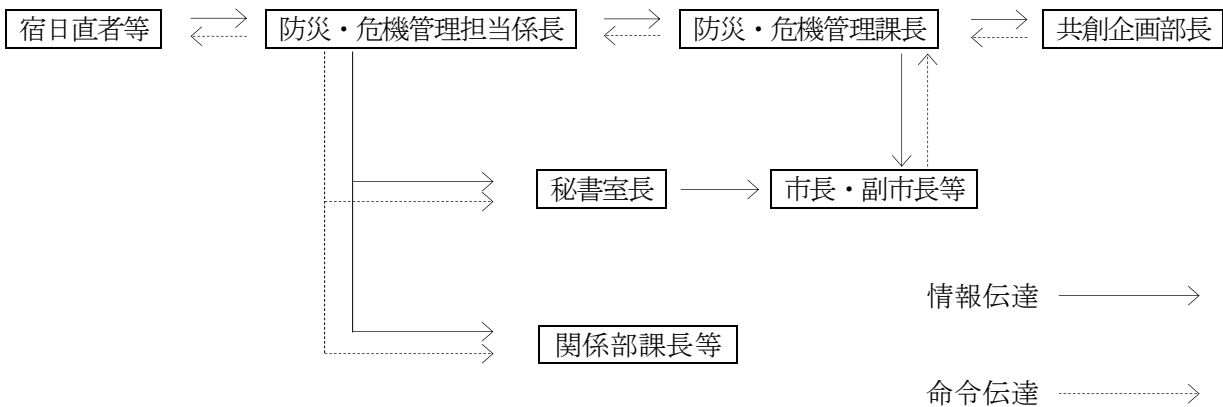 宿日直者等
防災・危機管理担当係長
防災・危機管理課長
共創企画部長
秘書室長
市長・副市長等
情報伝達
関係部課長等
命令伝達